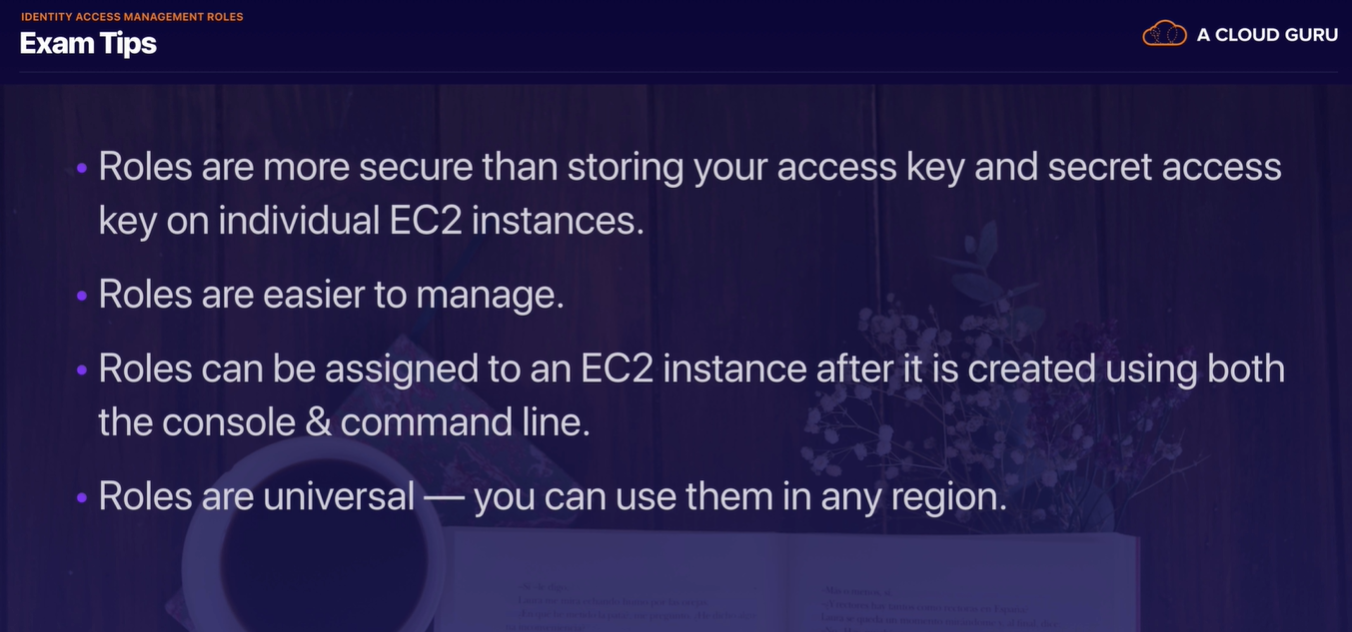 IDENTITY ACCESS MANAGEMENT ROLES
Exam Tips
A CLOUD GURU
• Roles are more secure than storing your access key and secret access
key on individual EC2 instances.
• Roles are easier to manage.
• Roles can be assigned to an EC2 instance after it is created using both
the console & command line.
• Roles are universal — you can use them in any region.